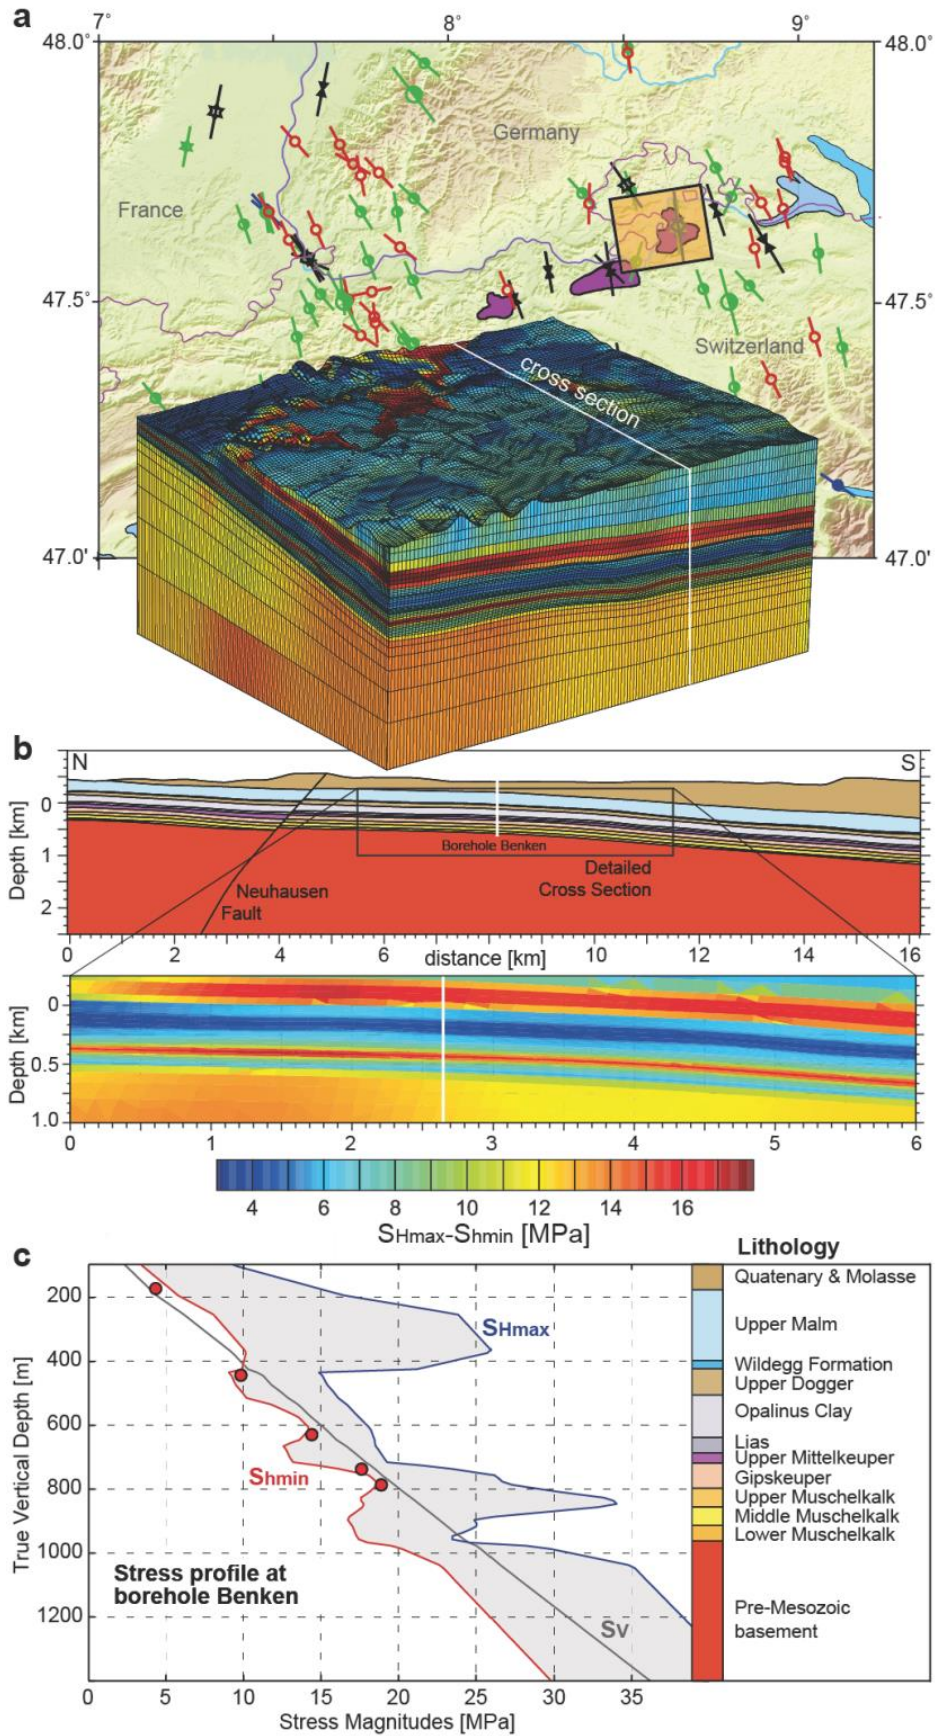 a
7°
8°
9°
48.0°
48.0°
Germany
France
47.5°
47.5°
Switzerland
cross section
47.0°
47.0°
b
N
S
Depth [km]
0
1
2
Borehole Benken
Detailed
Cross Section
Neuhausen
Fault
0
2
4
6
8
10
12
14
16
distance [km]
Depth [km]
0
0.5
1.0
0
1
2
3
4
5
6
4
6
8
10
12
14
16
SHmax-Shmin [MPa]
c
Lithology
True Vertical Depth [m]
200
400
600
800
1000
1200
SHmax
Shmin
Sv
Stress profile at
borehole Benken
0
5
10
15
20
25
30
35
Stress Magnitudes [MPa]
Quatenary & Molasse
Upper Malm
Wildegg Formation
Upper Dogger
Opalinus Clay
Lias
Upper Mittelkeuper
Gipskeuper
Upper Muschelkalk
Middle Muschelkalk
Lower Muschelkalk
Pre-Mesozoic
basement